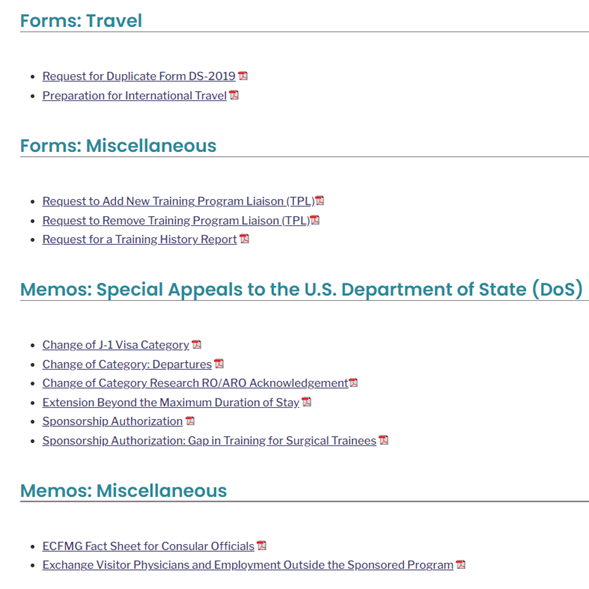 Forms: Travel
Request for Duplicate Form DS-2019
Preparation for International Travel
Forms: Miscellaneous
Request to Add New Training Program Liaison (TPL)
Request to Remove Training Program Liaison (TPL)
Request for a Training History Report
Memos: Special Appeals to the U.S. Department of State (DoS)
Change of J-1 Visa Category
Change of Category: Departures
Change of Category Research RO/ARO Acknowledgement
Extension Beyond the Maximum Duration of Stay
Sponsorship Authorization
Sponsorship Authorization: Gap in Training for Surgical Trainees
Memos: Miscellaneous
ECFMG Fact Sheet for Consular Officials
Exchange Visitor Physicians and Employment Outside the Sponsored Program